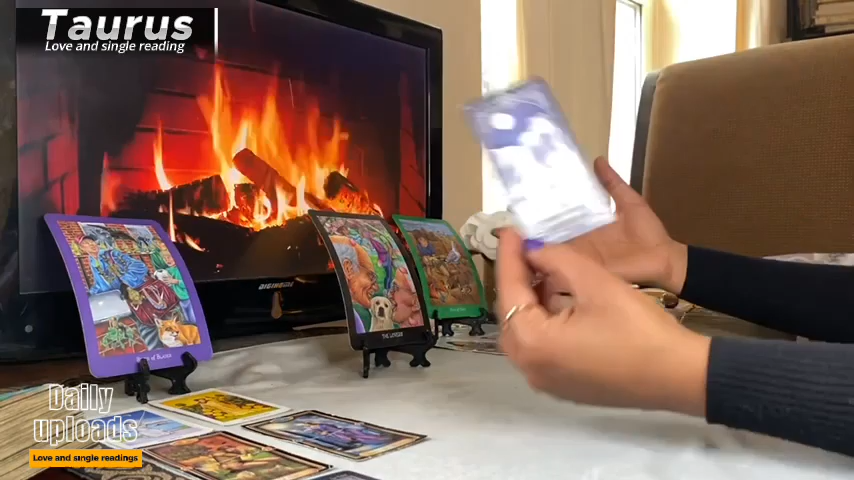 Taurus
Love and single reading
THE LOVERS
Daily
uploads
Love and single readings